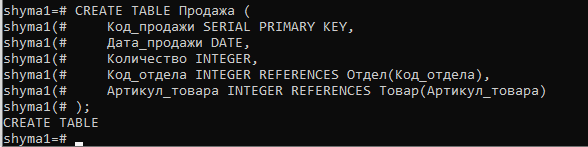 shyma1=# CREATE TABLE Продажа (
shyma1(#     Код_продажи SERIAL PRIMARY KEY,
shyma1(#     Дата_продажи DATE,
shyma1(#     Количество INTEGER,
shyma1(#     Код_отдела INTEGER REFERENCES Отдел(Код_отдела),
shyma1(#     Артикул_товара INTEGER REFERENCES Товар(Артикул_товара)
shyma1(# );
CREATE TABLE
shyma1=# _